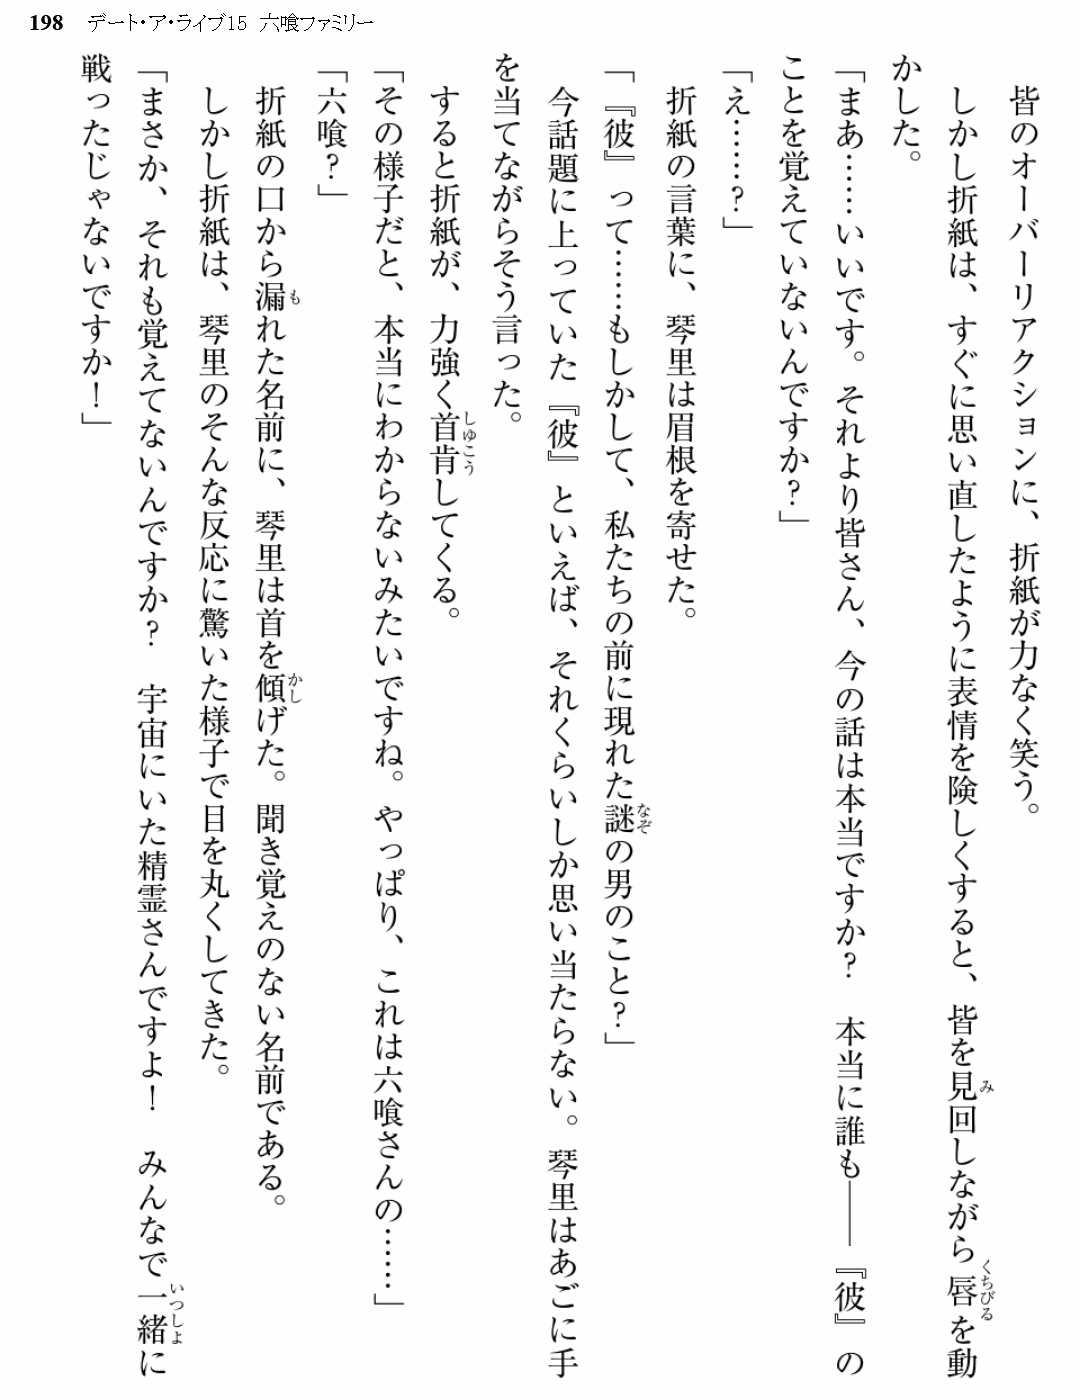 198 デート・ア・ライブ15 六喰ファミリー
皆のオーバーリアクションに、折紙が力なく笑う。
しかし折紙は、すぐに思い直したように表情を険しくすると、皆を見回しながら唇を動
かした。
「まあ……いいです。それより皆さん、今の話は本当ですか？　本当に誰も――『彼』の
ことを覚えていないんですか？」
「え……？」
折紙の言葉に、琴里は眉根を寄せた。
「『彼』って……もしかして、私たちの前に現れた謎の男のこと？」
今話題に上っていた『彼』といえば、それくらいしか思い当たらない。琴里はあごに手
を当てながらそう言った。
すると折紙が、力強く首肯してくる。
「その様子だと、本当にわからないみたいですね。やっぱり、これは六喰さんの……」
「六喰？」
折紙の口から漏れた名前に、琴里は首を傾げた。聞き覚えのない名前である。
しかし折紙は、琴里のそんな反応に驚いた様子で目を丸くしてきた。
「まさか、それも覚えてないんですか？　宇宙にいた精霊さんですよ！　みんなで一緒に
戦ったじゃないですか！」